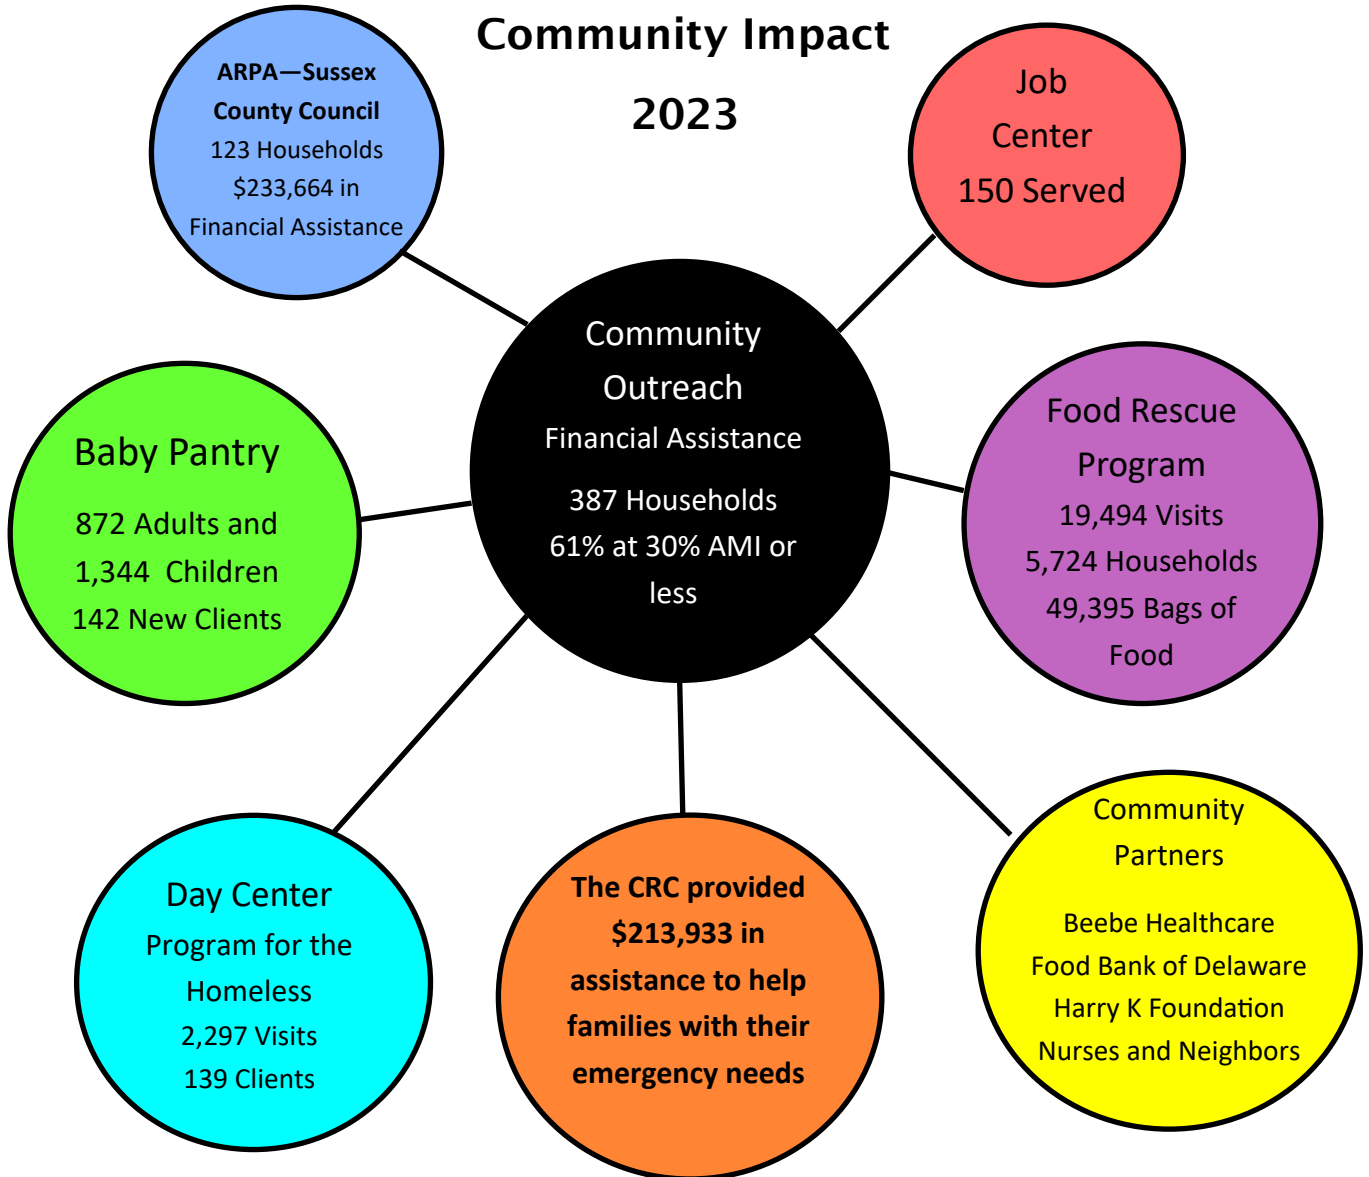 Community Impact
2023
ARPA—Sussex
County Council
123 Households
$233,664 in
Financial Assistance
Job
Center
150 Served
Community
Outreach
Financial Assistance
387 Households
61% at 30% AMI or
less
Baby Pantry
872 Adults and
1,344 Children
142 New Clients
Food Rescue
Program
19,494 Visits
5,724 Households
49,395 Bags of
Food
Day Center
Program for the
Homeless
2,297 Visits
139 Clients
The CRC provided
$213,933 in
assistance to help
families with their
emergency needs
Community
Partners
Beebe Healthcare
Food Bank of Delaware
Harry K Foundation
Nurses and Neighbors